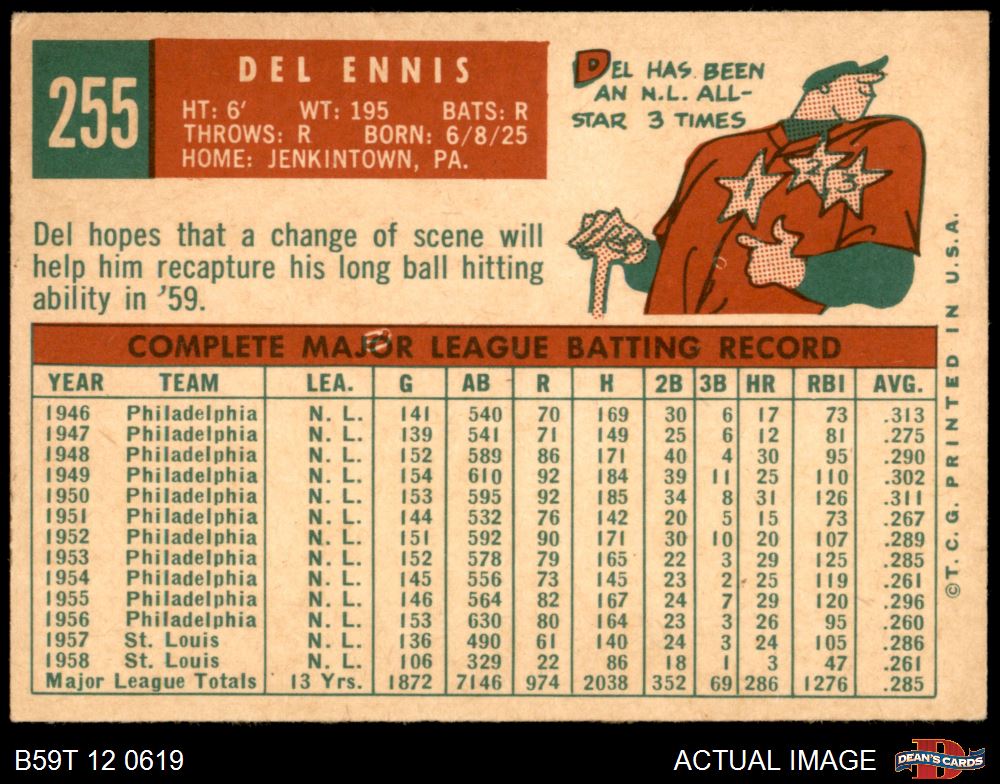 255
DEL ENNIS
HT: 6' WT: 195 BATS: R
THROWS: R BORN: 6/8/25
HOME: JENKINTOWN, PA.
DEL HAS BEEN
AN N.L. ALL-
STAR 3 TIMES
1 2 3
Del hopes that a change of scene will
help him recapture his long ball hitting
ability in '59.
COMPLETE MAJOR LEAGUE BATTING RECORD
YEAR TEAM LEA. G AB R H 2B 3B HR RBI AVG.
1946 Philadelphia N. L. 141 540 70 169 30 6 17 73 .313
1947 Philadelphia N. L. 139 541 71 149 25 6 12 81 .275
1948 Philadelphia N. L. 152 589 86 171 40 4 30 95 .290
1949 Philadelphia N. L. 154 610 92 184 39 11 25 110 .302
1950 Philadelphia N. L. 153 595 92 185 34 8 31 126 .311
1951 Philadelphia N. L. 144 532 76 142 20 5 15 73 .267
1952 Philadelphia N. L. 151 592 90 171 30 10 20 107 .289
1953 Philadelphia N. L. 152 578 79 165 22 3 29 125 .285
1954 Philadelphia N. L. 145 556 73 145 23 2 25 119 .261
1955 Philadelphia N. L. 146 564 82 167 24 7 29 120 .296
1956 Philadelphia N. L. 153 630 80 164 23 3 26 95 .260
1957 St. Louis N. L. 136 490 61 140 24 3 24 105 .286
1958 St. Louis N. L. 106 329 22 86 18 1 3 47 .261
Major League Totals 13 Yrs. 1872 7146 974 2038 352 69 286 1276 .285
©T. C. G. PRINTED IN U.S.A.
B59T 12 0619
ACTUAL IMAGE
DEAN'S CARDS